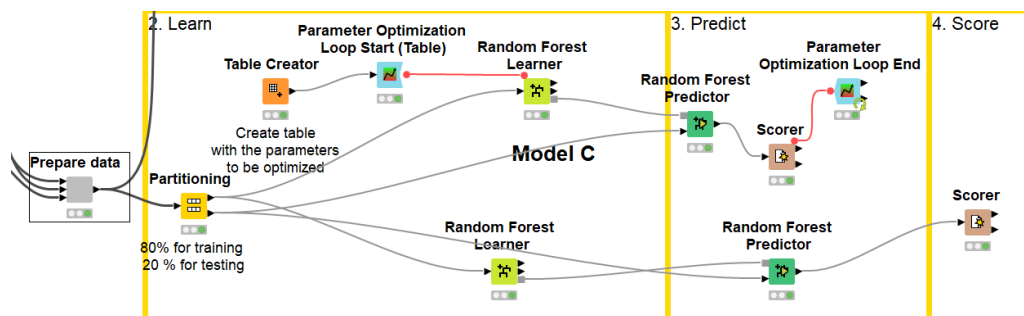 2. Learn
3. Predict
4. Score
Parameter Optimization
Loop Start (Table)
Table Creator
Random Forest
Learner
Parameter
Optimization Loop End
Random Forest
Predictor
Scorer
Create table
with the parameters
to be optimized
Model C
Prepare data
Partitioning
80% for training
20 % for testing
Random Forest
Learner
Random Forest
Predictor
Scorer